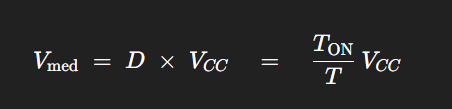 V_med = D × V_CC = T_ON/T V_CC